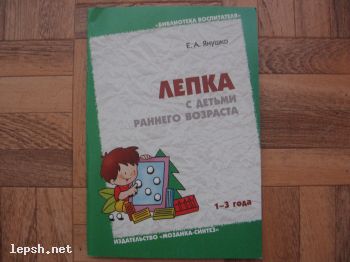 «БИБЛИОТЕКА ВОСПИТАТЕЛЯ»
Е. А. Янушко
ЛЕПКА
С ДЕТЬМИ
РАННЕГО ВОЗРАСТА
1–3 года
ИЗДАТЕЛЬСТВО «МОЗАИКА-СИНТЕЗ»
lepsh.net